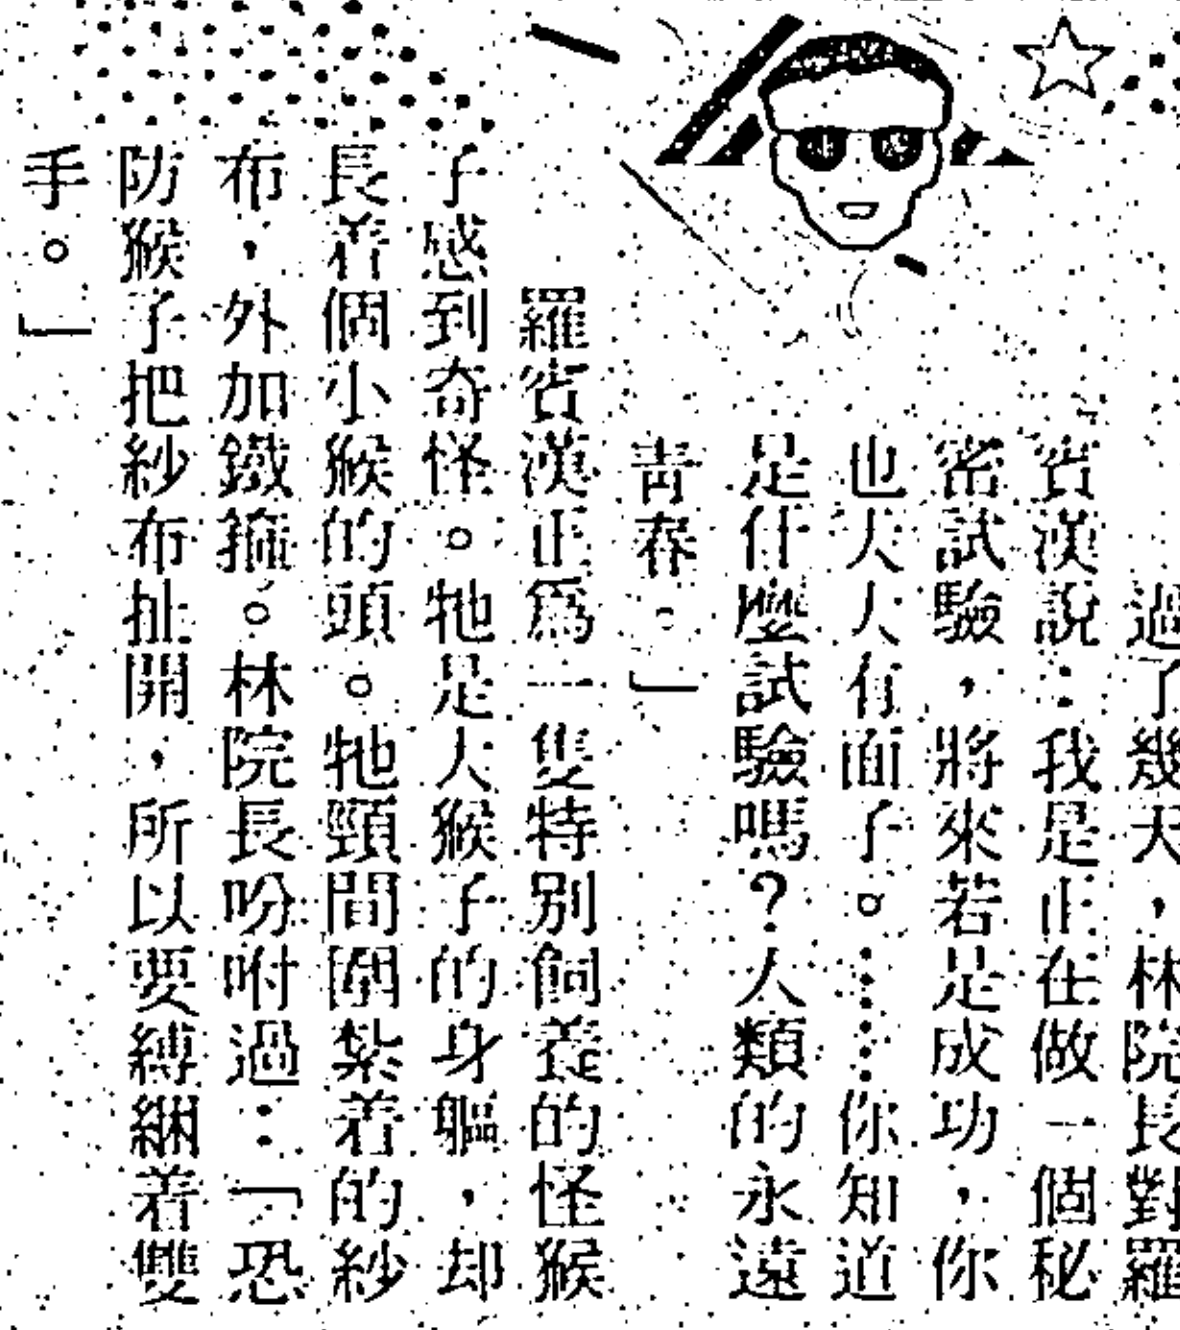 過了幾天，林院長對羅
賓漢說：我是正在做一個秘
密試驗，將來若是成功，你
也大大有面子。……你知道
是什麼試驗嗎？人類的永遠
靑春。」
羅賓漢正爲一隻特別飼養的怪猴
子感到奇怪。牠是大猴子的身軀，却
長着個小猴的頭。牠頸間圍紮着的紗
布，外加鐵箍。林院長吩咐過：「恐
防猴子把紗布扯開，所以要縛綑着雙
手。」